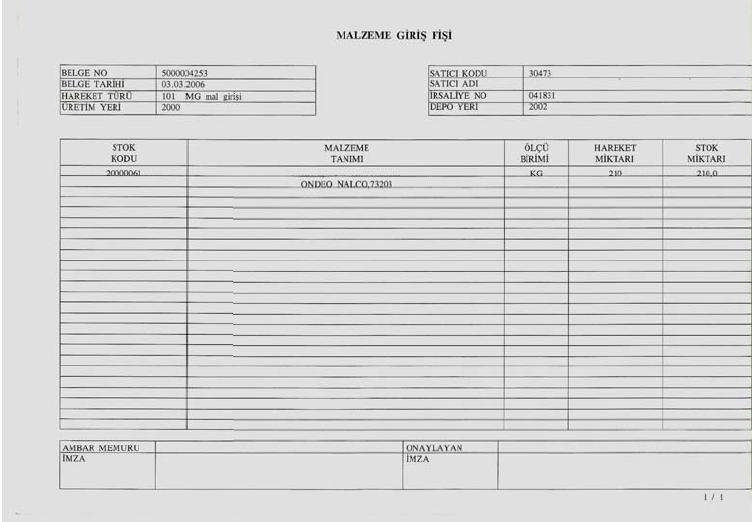 MALZEME GİRİŞ FİŞİ
BELGE NO 5000034253
BELGE TARİHİ 03.03.2006
HAREKET TÜRÜ 101 MG mal girişi
ÜRETİM YERİ 2000
SATICI KODU 30473
SATICI ADI
İRSALİYE NO 041831
DEPO YERİ 2002
STOK KODU MALZEME TANIMI ÖLÇÜ BİRİMİ HAREKET MİKTARI STOK MİKTARI
20000061 KG 210 210,0
ONDEO NALCO,73203
AMBAR MEMURU ONAYLAYAN
İMZA İMZA
1 / 1